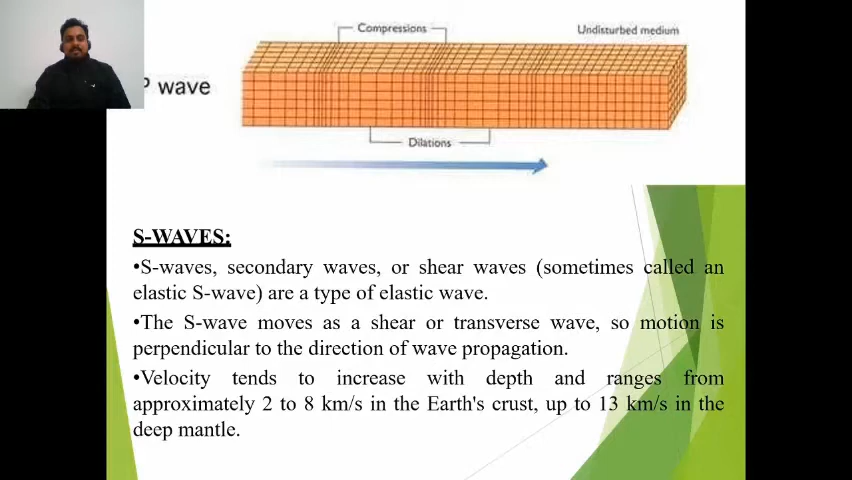 Compressions
Undisturbed medium
P wave
Dilations
S-WAVES:
•S-waves, secondary waves, or shear waves (sometimes called an
elastic S-wave) are a type of elastic wave.
•The S-wave moves as a shear or transverse wave, so motion is
perpendicular to the direction of wave propagation.
•Velocity tends to increase with depth and ranges from
approximately 2 to 8 km/s in the Earth's crust, up to 13 km/s in the
deep mantle.